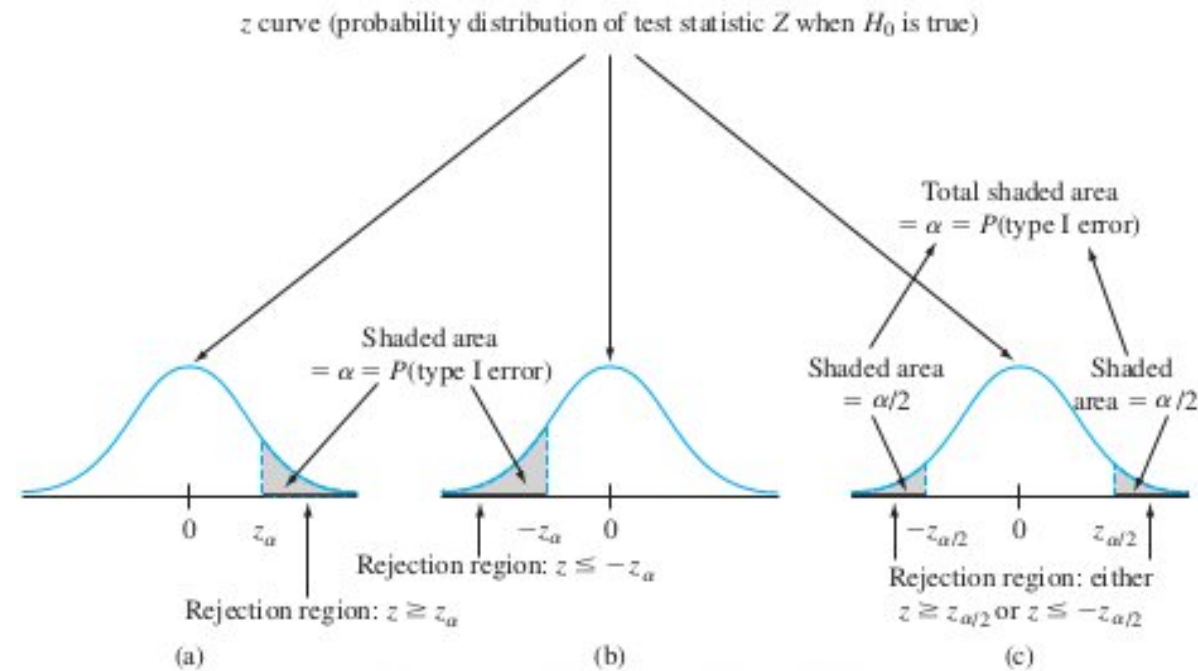 z curve (probability distribution of test statistic Z when H₀ is true)
Total shaded area
= α = P(type I error)
Shaded area
= α = P(type I error)
Shaded area
= α/2
Shaded
area = α/2
0
zα
−zα
0
−zα/2
0
zα/2
Rejection region: z ≤ −zα
Rejection region: z ≥ zα
Rejection region: either
z ≥ zα/2 or z ≤ −zα/2
(a)
(b)
(c)